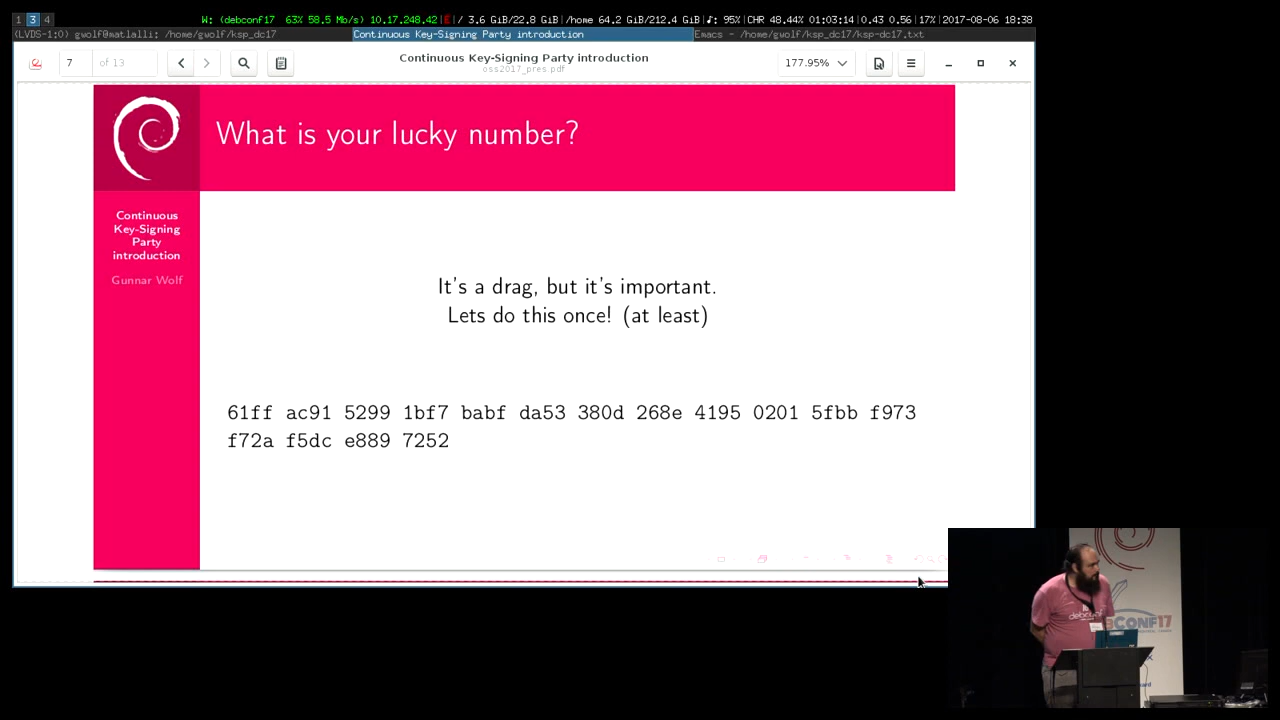 1 3 4 W: (debconf17 63% 58.5 Mb/s) 10.17.248.42 / 3.6 GiB/22.8 GiB|/home 64.2 GiB/212.4 GiB|♪: 95%|CHR 48.44% 01:03:14|0.43 0.56|17%|2017-08-06 18:38
(LVDS-1:0) gwolf@matlalli: /home/gwolf/ksp_dc17 Continuous Key-Signing Party introduction Emacs - /home/gwolf/ksp_dc17/ksp-dc17.txt
7 of 13 Continuous Key-Signing Party introduction 177.95%
oss2017_pres.pdf
What is your lucky number?
Continuous
Key-Signing
Party
introduction
Gunnar Wolf
It's a drag, but it's important.
Lets do this once! (at least)
61ff ac91 5299 1bf7 babf da53 380d 268e 4195 0201 5fbb f973
f72a f5dc e889 7252
CONF17